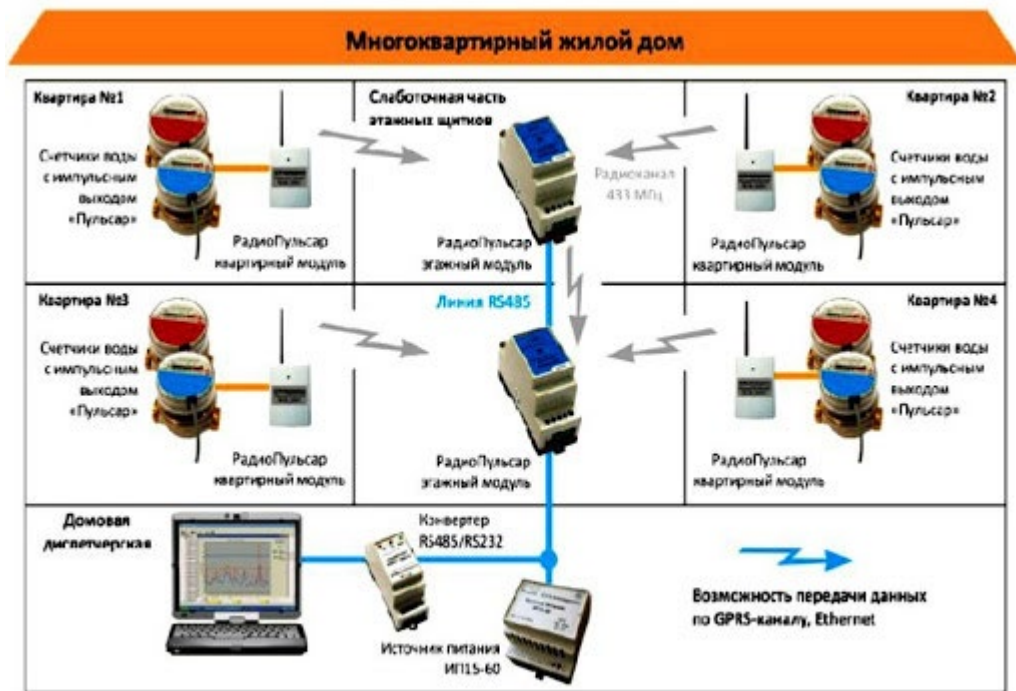 Многоквартирный жилой дом
Квартира №1
Счетчики воды
с импульсным
выходом
«Пульсар»
РадиоПульсар
квартирный модуль
Слаботочная часть
этажных щитков
Радиоканал
433 МГц
РадиоПульсар
этажный модуль
Квартира №2
Счетчики воды
с импульсным
выходом
«Пульсар»
РадиоПульсар
квартирный модуль
Квартира №3
Счетчики воды
с импульсным
выходом
«Пульсар»
РадиоПульсар
квартирный модуль
Линия RS485
РадиоПульсар
этажный модуль
Квартира №4
Счетчики воды
с импульсным
выходом
«Пульсар»
РадиоПульсар
квартирный модуль
Домовая
диспетчерская
Конвертер
RS485/RS232
Источник питания
ИП15-60
Возможность передачи данных
по GPRS-каналу, Ethernet